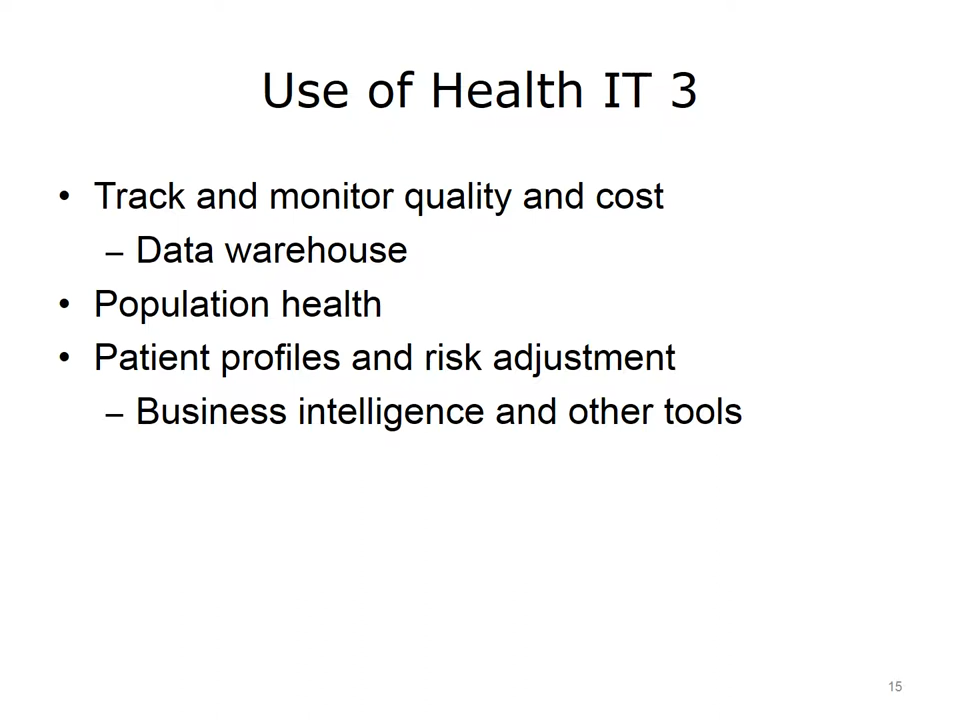 Use of Health IT 3
• Track and monitor quality and cost
– Data warehouse
• Population health
• Patient profiles and risk adjustment
– Business intelligence and other tools
15